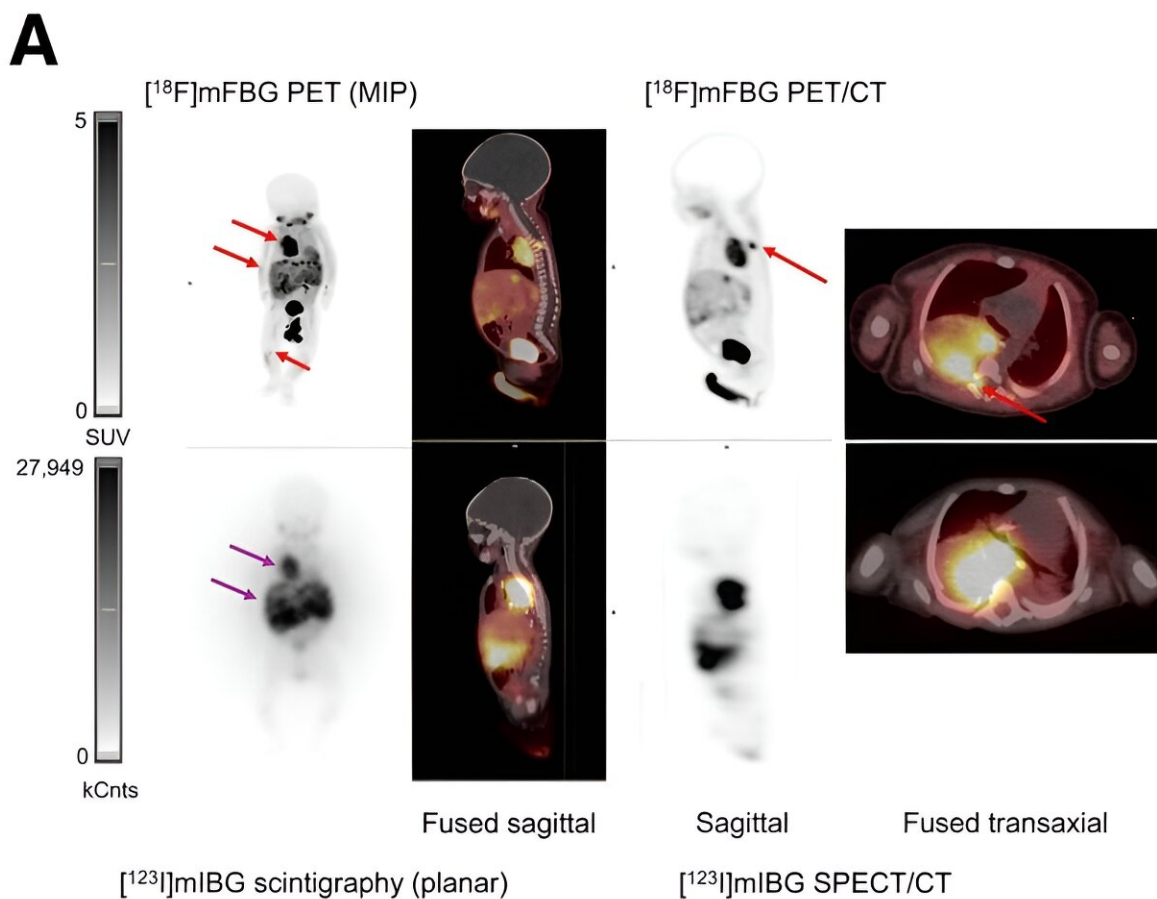 A
[¹⁸F]mFBG PET (MIP)
[¹⁸F]mFBG PET/CT
5
0
SUV
27,949
0
kCnts
Fused sagittal
Sagittal
Fused transaxial
[¹²³I]mIBG scintigraphy (planar)
[¹²³I]mIBG SPECT/CT